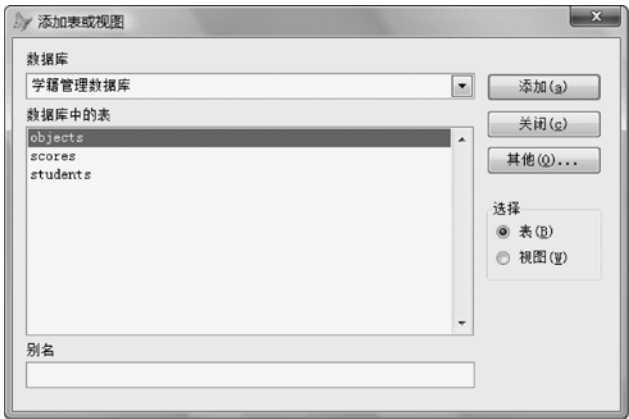 添加表或视图
数据库
学籍管理数据库
添加(a)
数据库中的表
关闭(c)
objects
scores
students
其他(O)...
选择
表(B)
视图(W)
别名